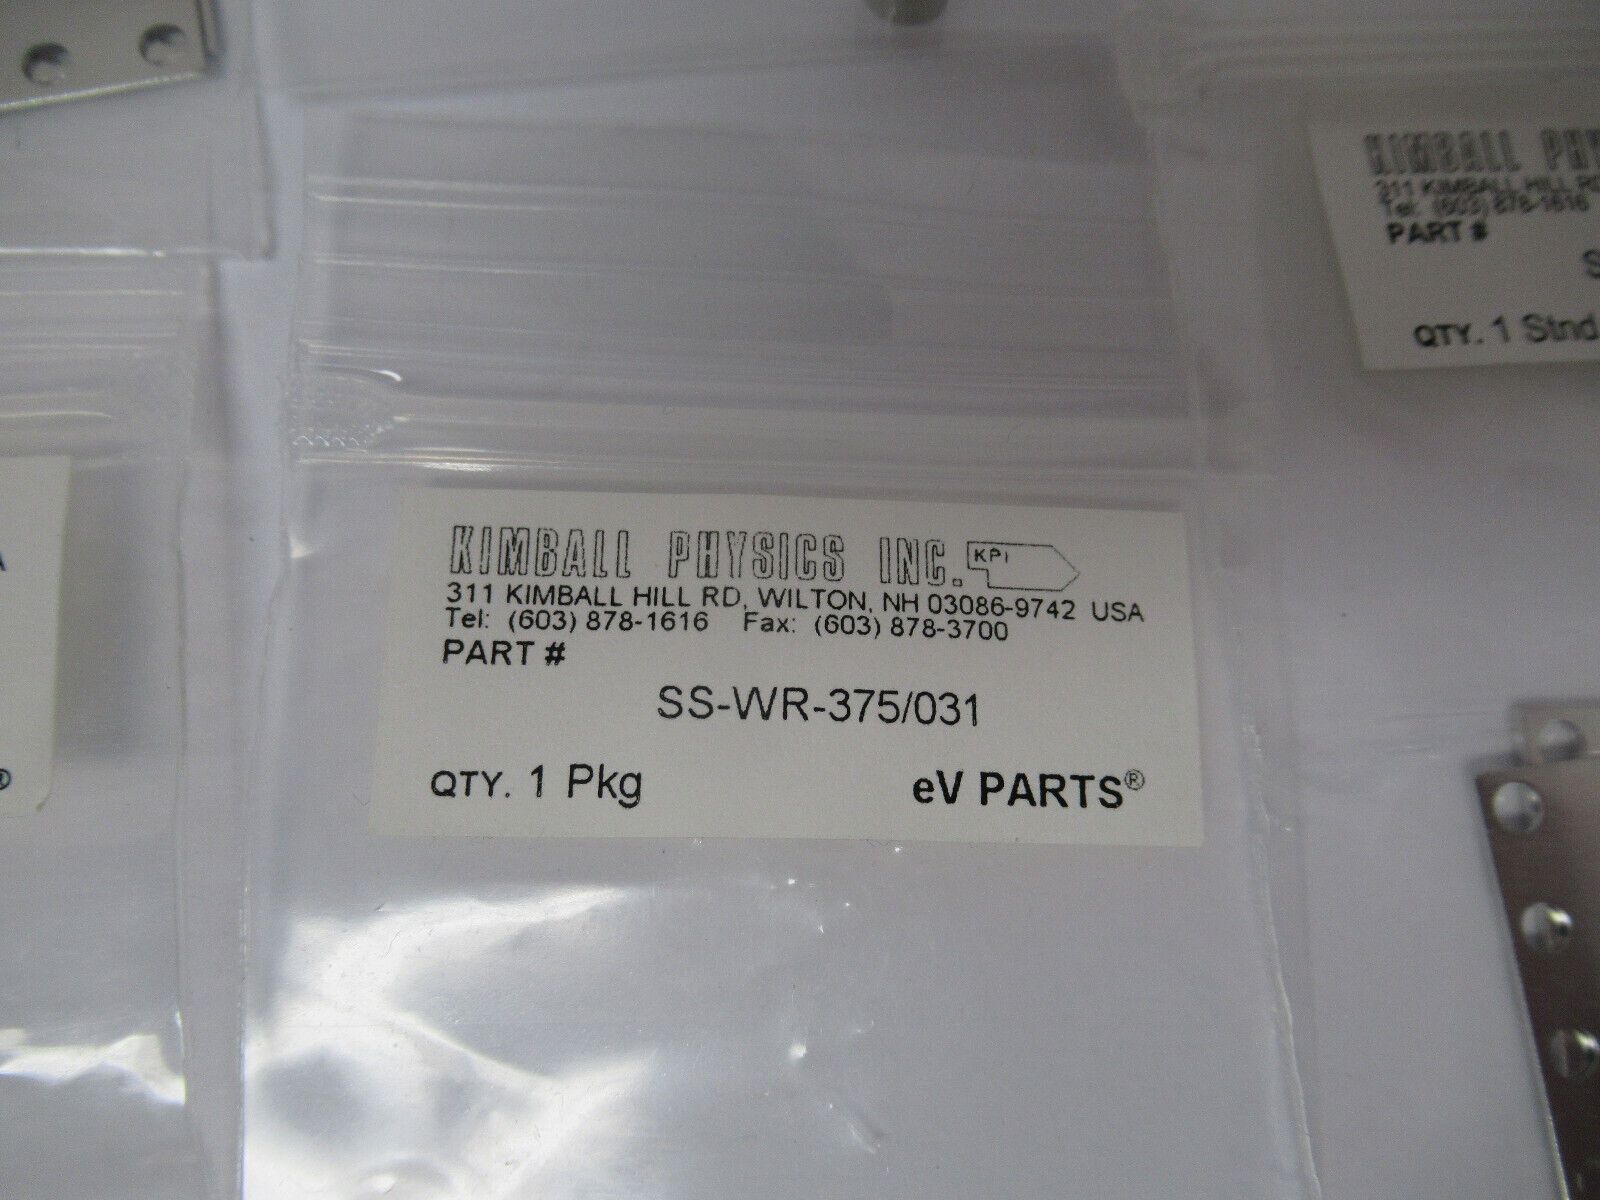 KIMBALL PHYSICS INC. KPI
311 KIMBALL HILL RD, WILTON, NH 03086-9742 USA
Tel: (603) 878-1616 Fax: (603) 878-3700
PART #
SS-WR-375/031
QTY. 1 Pkg eV PARTS®
KIMBALL
311 KIMBALL HILL RD
Tel: (603) 878-1616
PART #
S
QTY. 1 Stnd
A
®